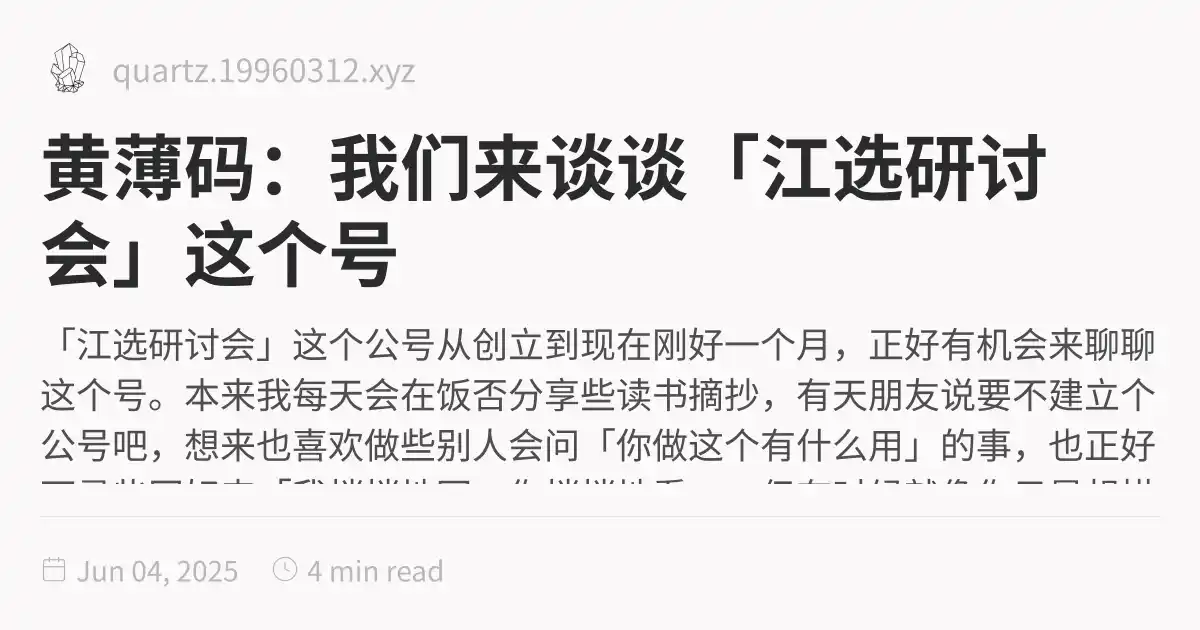 quartz.19960312.xyz
黄薄码：我们来谈谈「江选研讨
会」这个号
「江选研讨会」这个公号从创立到现在刚好一个月，正好有机会来聊聊
这个号。本来我每天会在饭否分享些读书摘抄，有天朋友说要不建立个
公号吧，想来也喜欢做些别人会问「你做这个有什么用」的事，也正好
Jun 04, 2025
4 min read